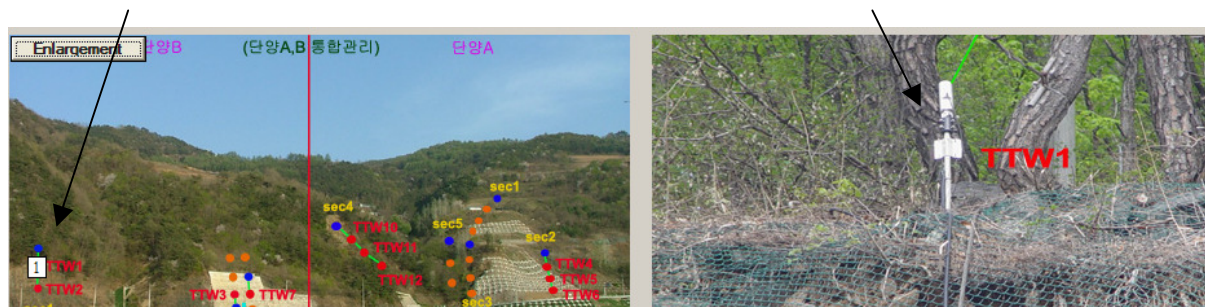 Enlargement
단양B
(단양A,B 통합관리)
단양A
sec1
sec4
TTW10
sec5
TTW11
sec2
TTW12
TTW1
1
TTW2
TTW3
TTW7
TTW4
TTW5
TTW6
sec3
TTW1